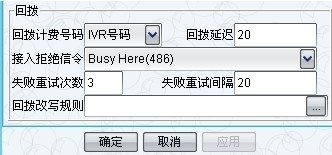 回拨
回拨计费号码 IVR号码 回拨延迟 20
接入拒绝信令 Busy Here(486)
失败重试次数 3 失败重试间隔 20
回拨改写规则 ...
确定 取消 应用